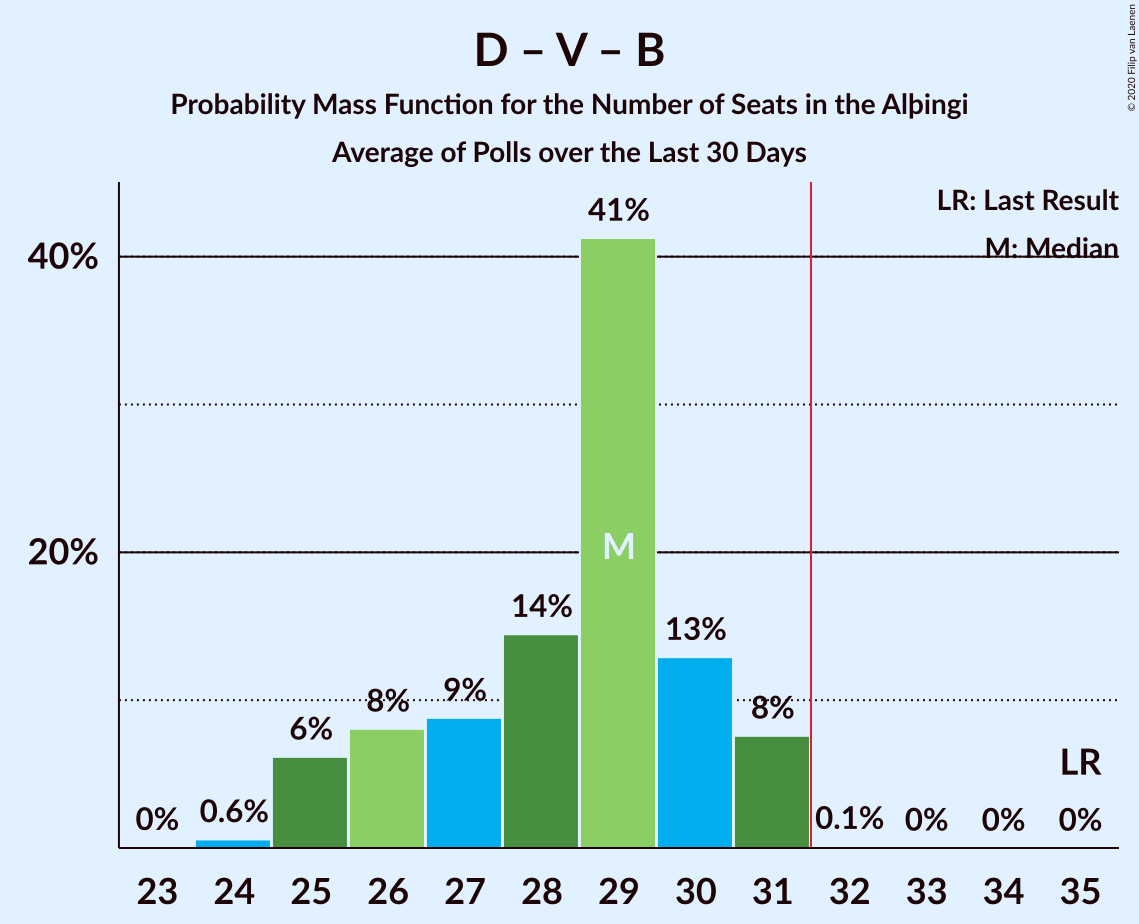 D – V – B
Probability Mass Function for the Number of Seats in the Alþingi
Average of Polls over the Last 30 Days
© 2020 Filip van Laenen
LR: Last Result
M: Median
41%
40%
M
20%
14%
13%
9%
8%
8%
6%
LR
0%
0.6%
0.1%
0%
0%
0%
23 24 25 26 27 28 29 30 31 32 33 34 35